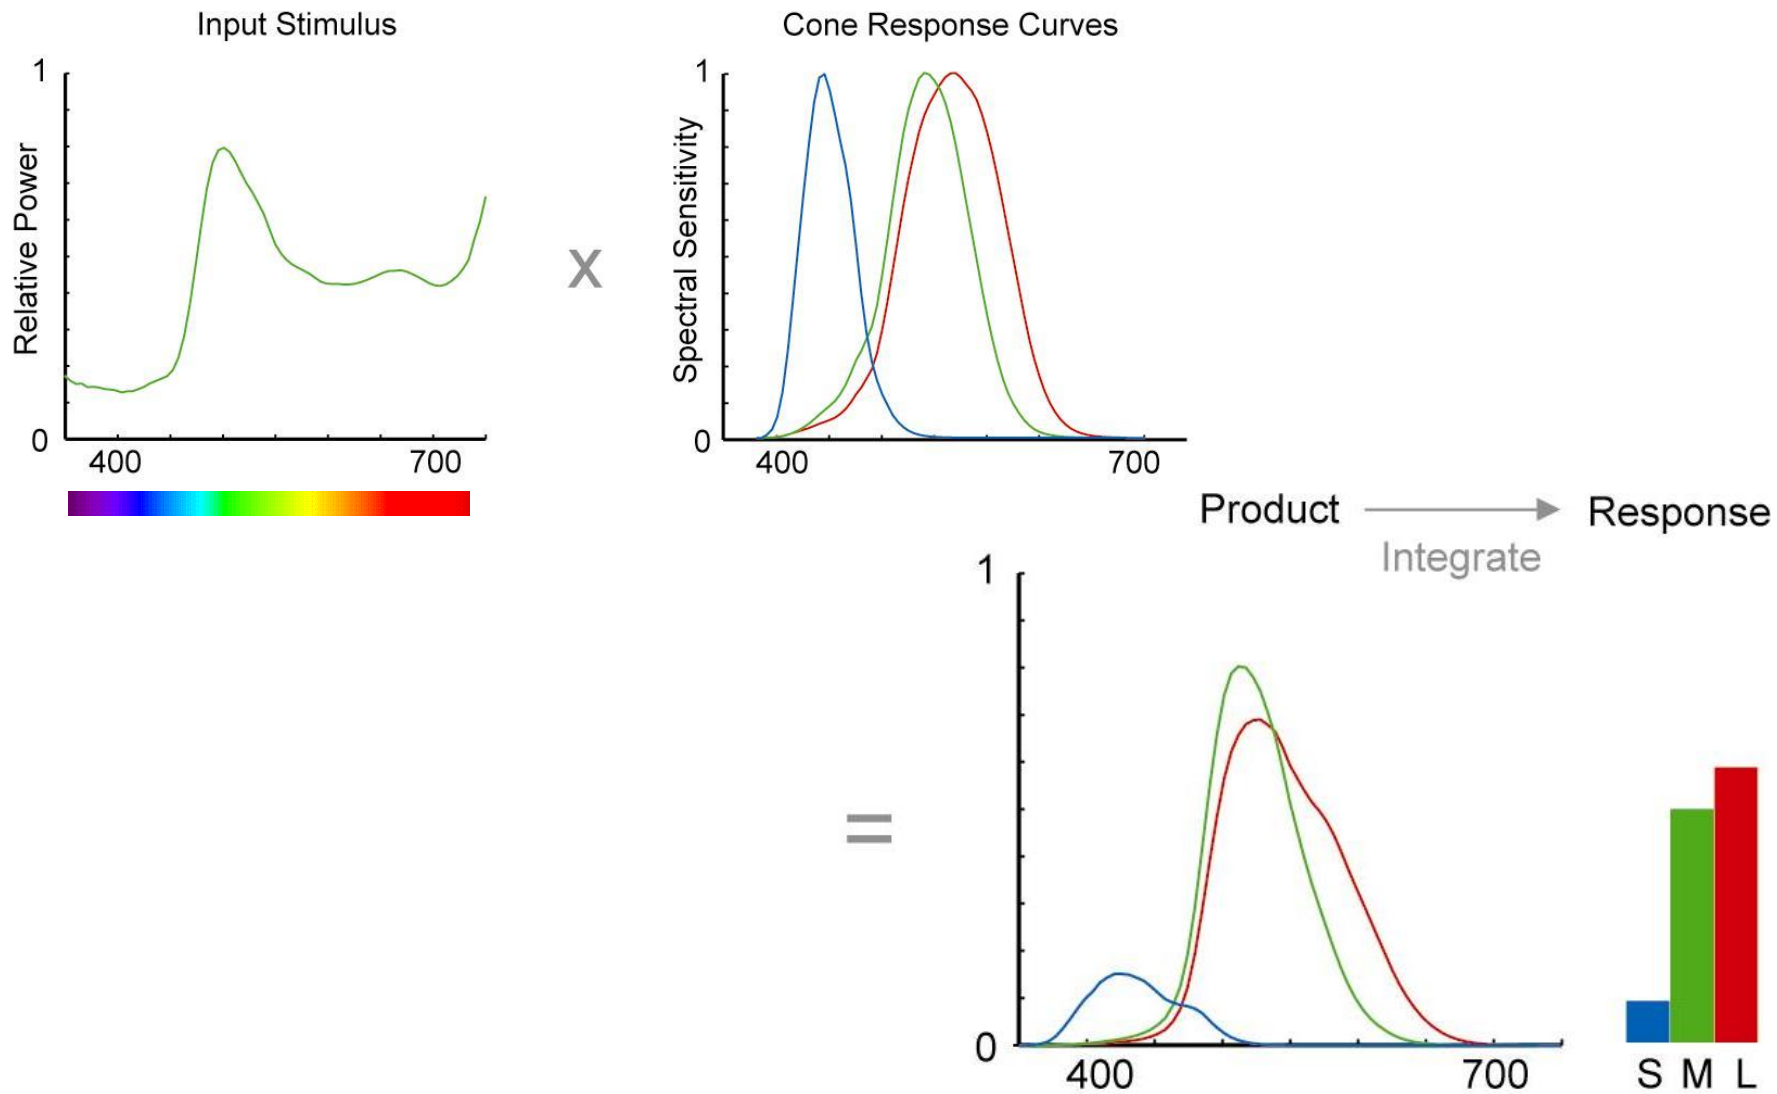 Input Stimulus
1
Relative Power
0
400
700
X
Cone Response Curves
1
Spectral Sensitivity
0
400
700
Product
Response
Integrate
=
1
0
400
700
S M L